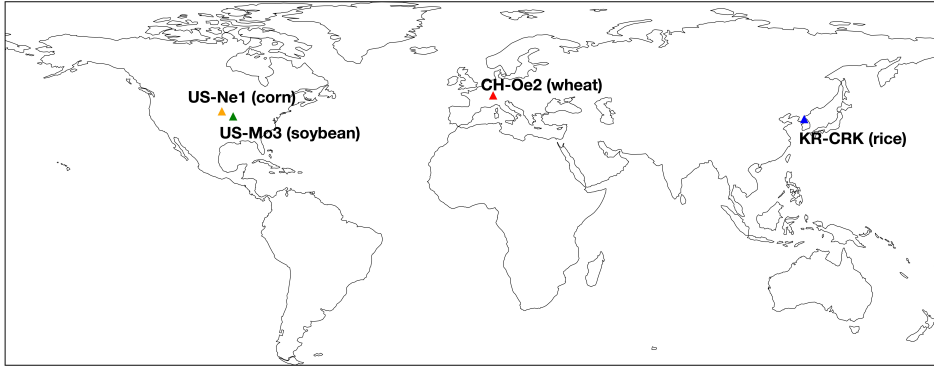 CH-Oe2 (wheat)
US-Ne1 (corn)
US-Mo3 (soybean)
KR-CRK (rice)